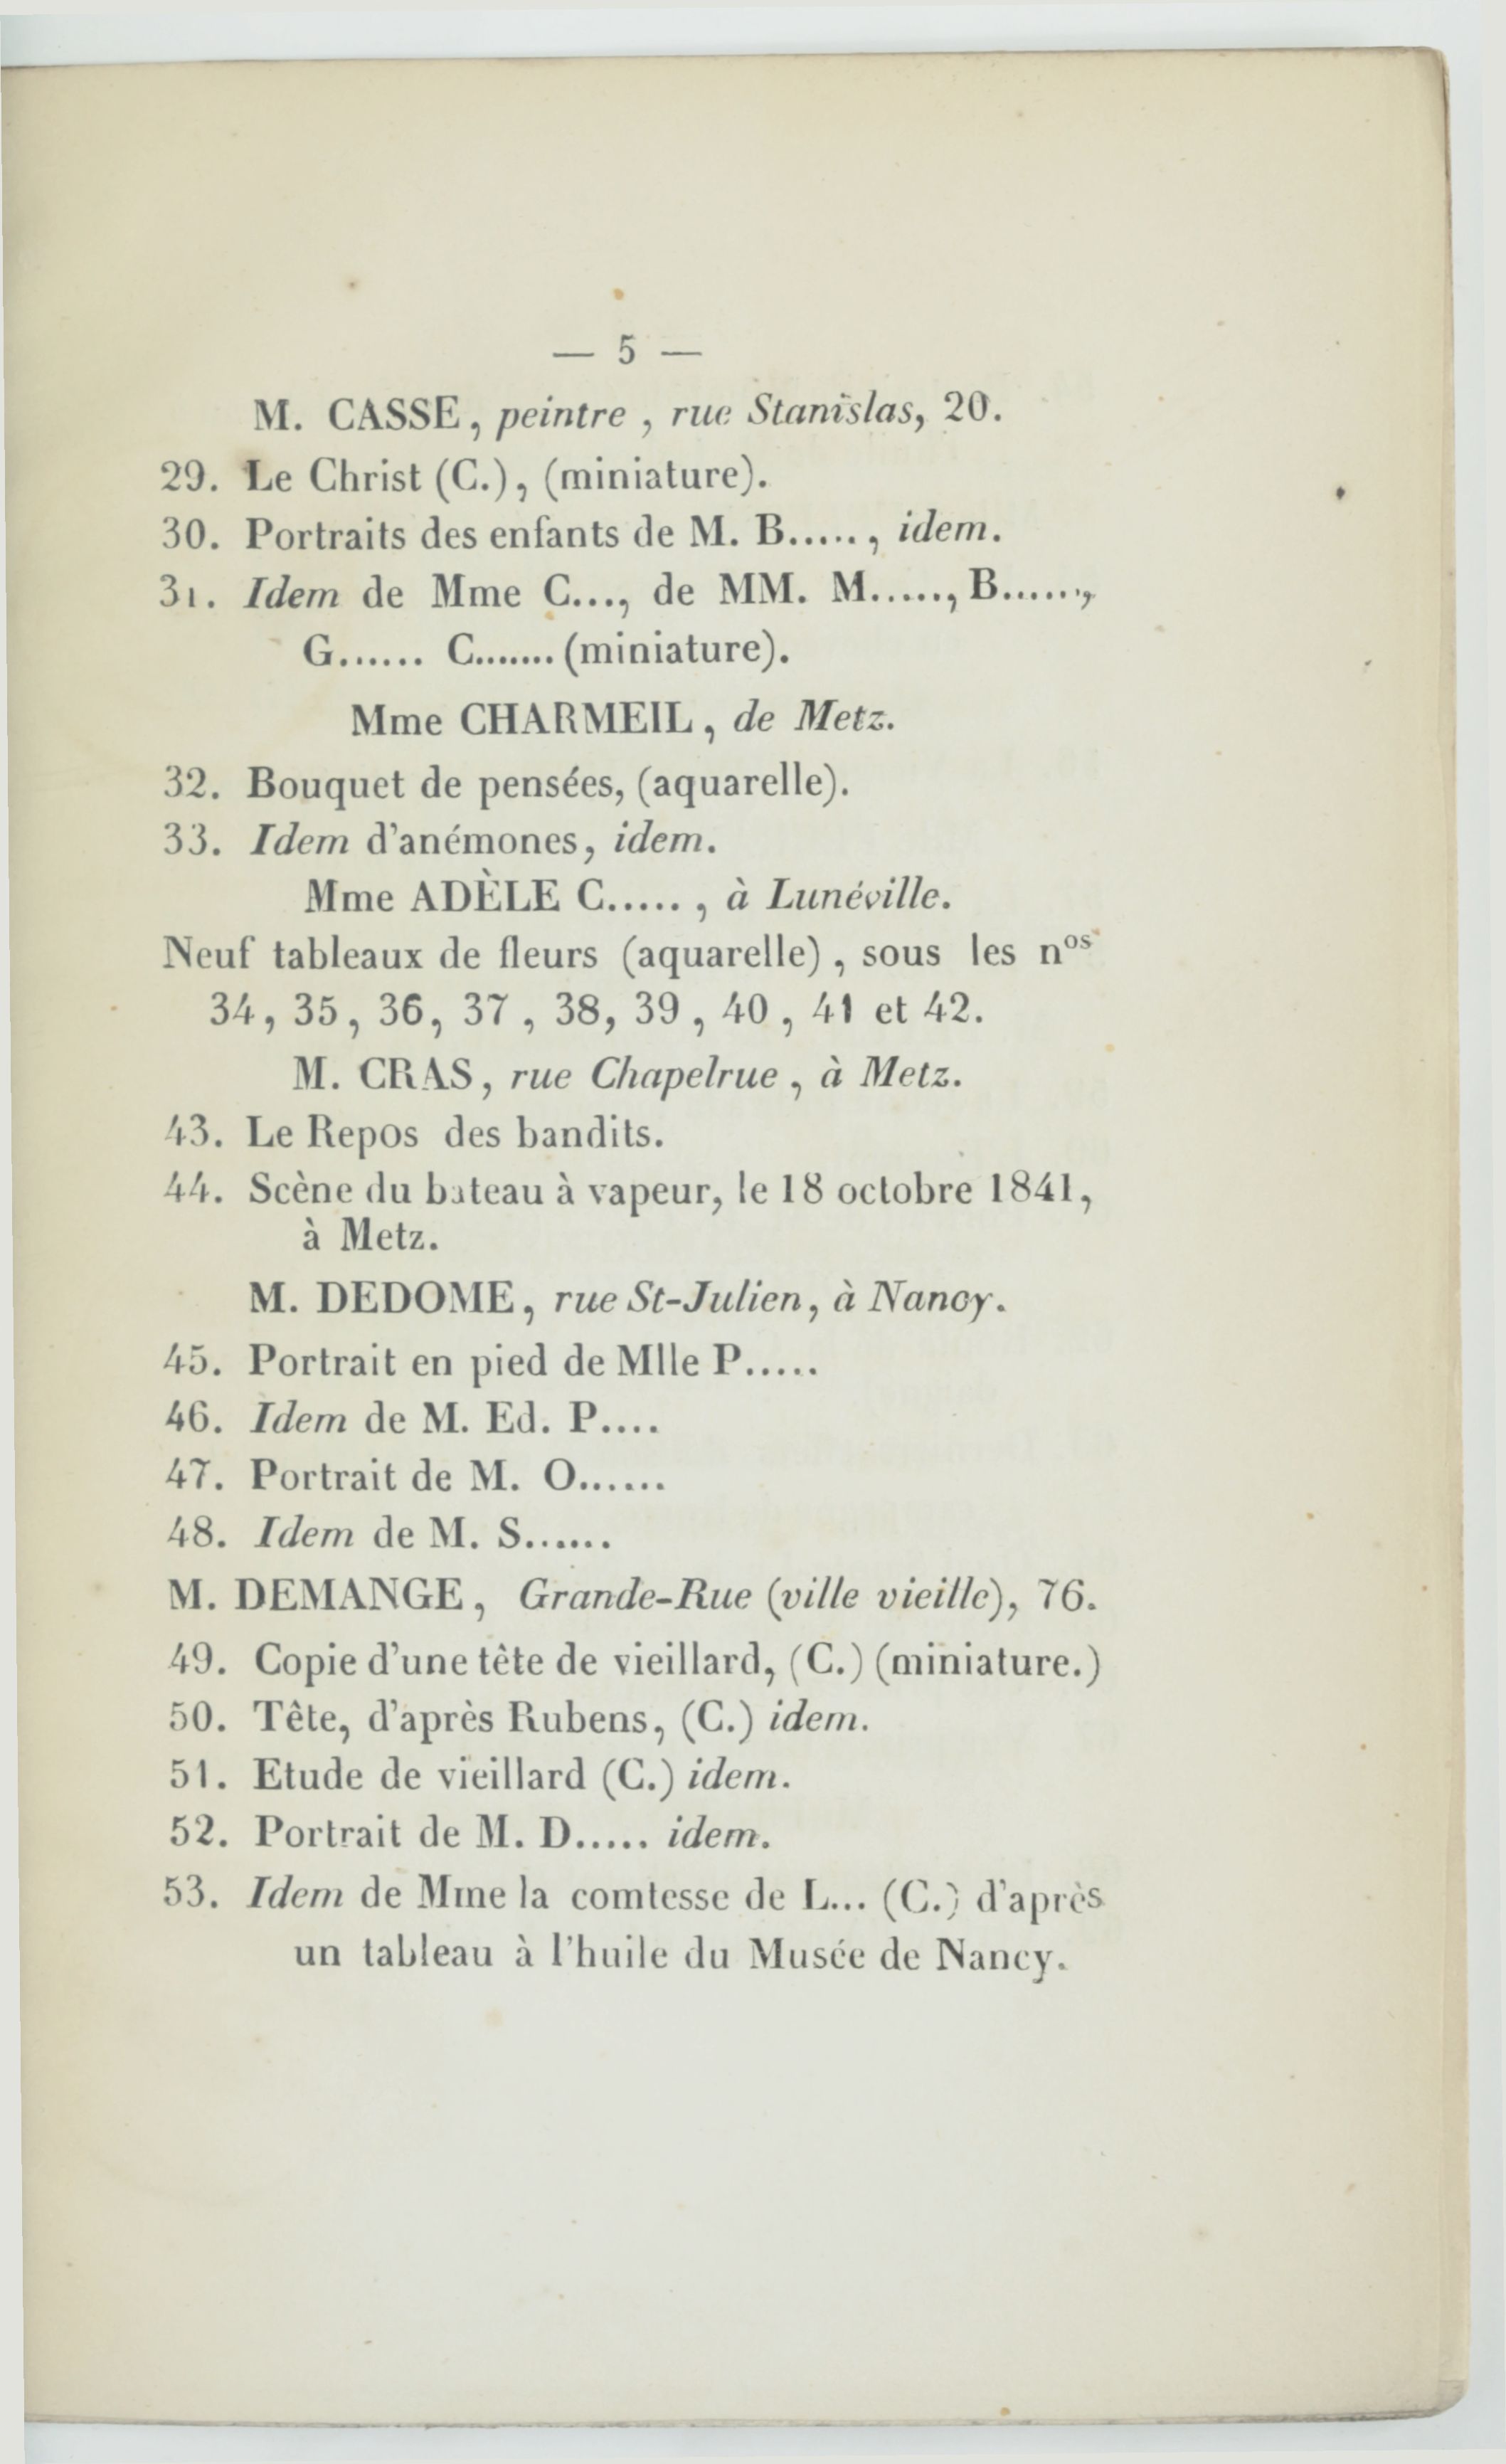 — 5 —
M. CASSE, peintre, rue Stanislas, 20.
29. Le Christ (C.), (miniature).
30. Portraits des enfants de M. B....., idem.
31. Idem de Mme C..., de MM. M....., B......,
G...... C....... (miniature).
Mme CHARMEIL, de Metz.
32. Bouquet de pensées, (aquarelle).
33. Idem d'anémones, idem.
Mme ADÈLE C....., à Lunéville.
Neuf tableaux de fleurs (aquarelle), sous les nos
34, 35, 36, 37, 38, 39, 40, 41 et 42.
M. CRAS, rue Chapelrue, à Metz.
43. Le Repos des bandits.
44. Scène du bateau à vapeur, le 18 octobre 1841,
à Metz.
M. DEDOME, rue St-Julien, à Nancy.
45. Portrait en pied de Mlle P.....
46. Idem de M. Ed. P....
47. Portrait de M. O......
48. Idem de M. S......
M. DEMANGE, Grande-Rue (ville vieille), 76.
49. Copie d'une tête de vieillard, (C.) (miniature.)
50. Tête, d'après Rubens, (C.) idem.
51. Etude de vieillard (C.) idem.
52. Portrait de M. D..... idem.
53. Idem de Mme la comtesse de L... (C.) d'après
un tableau à l'huile du Musée de Nancy.